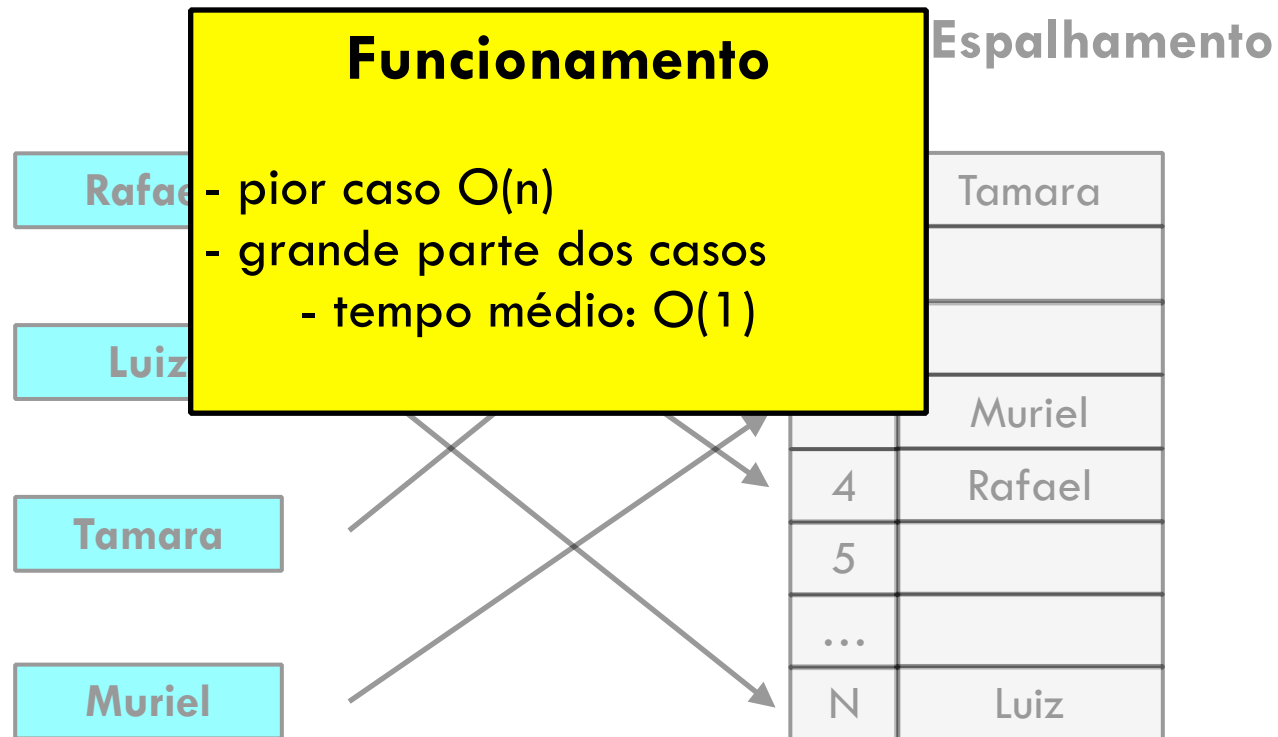 Funcionamento
Espalhamento
- pior caso O(n)
- grande parte dos casos
- tempo médio: O(1)
Luiz
Tamara
Muriel
Tamara
Muriel
4 Rafael
5
...
N Luiz